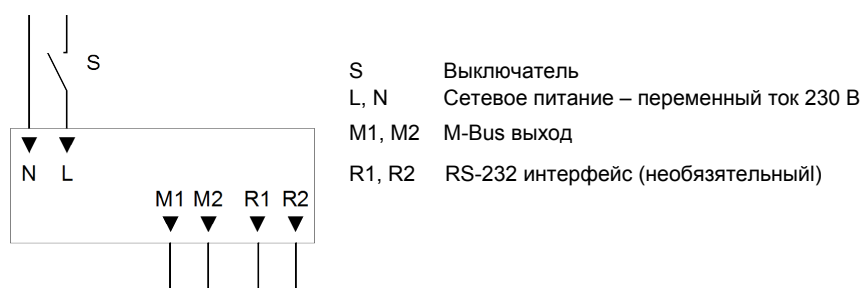 S
S Выключатель
L, N Сетевое питание – переменный ток 230 В
M1, M2 M-Bus выход
N L
R1, R2 RS-232 интерфейс (необязятельныйl)
M1 M2 R1 R2